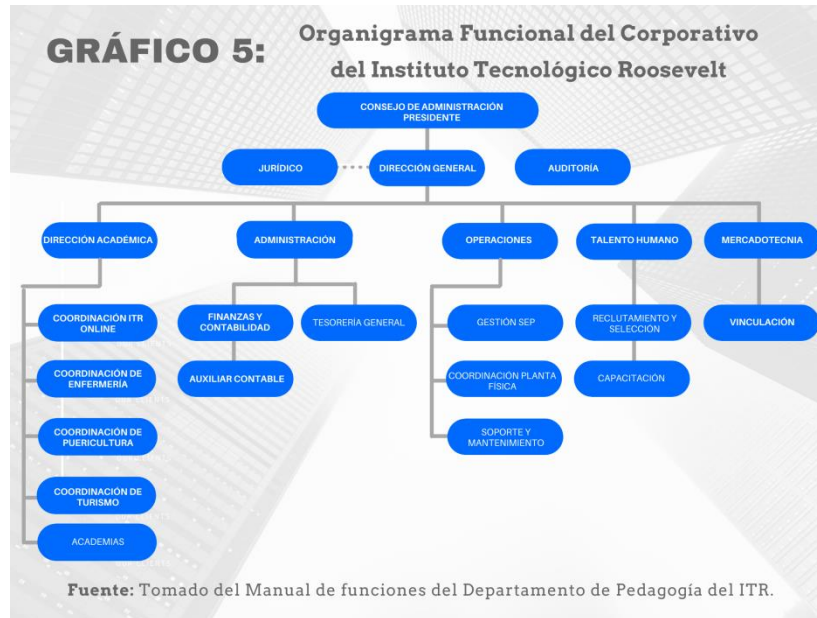 GRÁFICO 5:
Organigrama Funcional del Corporativo
del Instituto Tecnológico Roosevelt
CONSEJO DE ADMINISTRACIÓN
PRESIDENTE
JURÍDICO
DIRECCIÓN GENERAL
AUDITORÍA
DIRECCIÓN ACADÉMICA
ADMINISTRACIÓN
OPERACIONES
TALENTO HUMANO
MERCADOTECNIA
COORDINACIÓN ITR
ONLINE
FINANZAS Y
CONTABILIDAD
TESORERÍA GENERAL
GESTIÓN SEP
RECLUTAMIENTO Y
SELECCIÓN
VINCULACIÓN
COORDINACIÓN DE
ENFERMERÍA
AUXILIAR CONTABLE
COORDINACIÓN PLANTA
FÍSICA
CAPACITACIÓN
COORDINACIÓN DE
PUERICULTURA
SOPORTE Y
MANTENIMIENTO
COORDINACIÓN DE
TURISMO
ACADEMIAS
Fuente: Tomado del Manual de funciones del Departamento de Pedagogía del ITR.